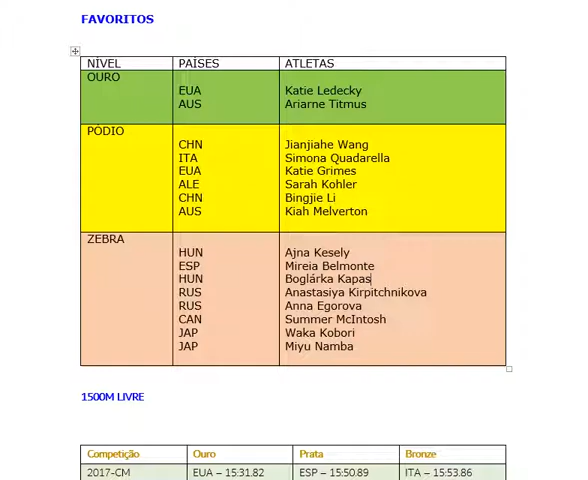 FAVORITOS
NÍVEL PAÍSES ATLETAS
OURO
EUA Katie Ledecky
AUS Ariarne Titmus
PÓDIO
CHN Jianjiahe Wang
ITA Simona Quadarella
EUA Katie Grimes
ALE Sarah Kohler
CHN Bingjie Li
AUS Kiah Melverton
ZEBRA
HUN Ajna Kesely
ESP Mireia Belmonte
HUN Boglárka Kapas
RUS Anastasiya Kirpitchnikova
RUS Anna Egorova
CAN Summer McIntosh
JAP Waka Kobori
JAP Miyu Namba
1500M LIVRE
Competição Ouro Prata Bronze
2017-CM EUA – 15:31.82 ESP – 15:50.89 ITA – 15:53.86